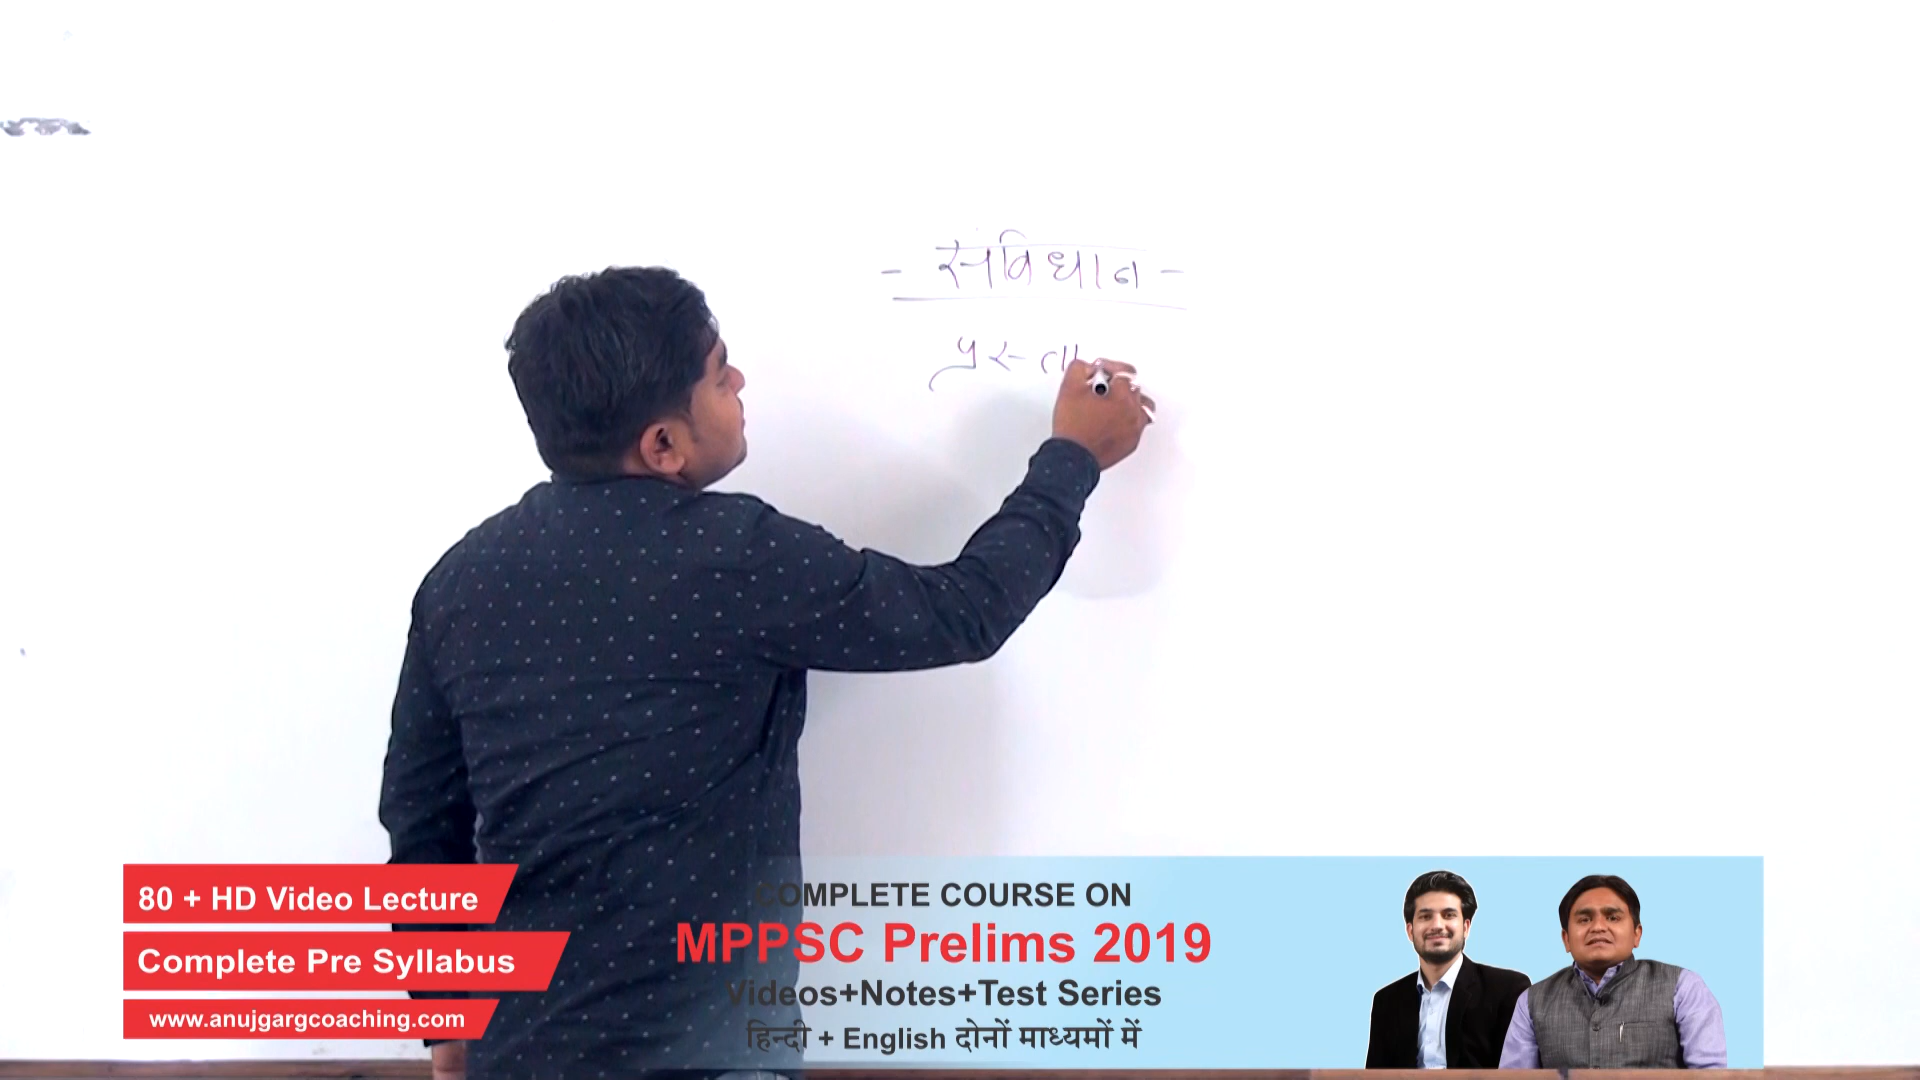 - संविधान -
प्रस्ता
80 + HD Video Lecture
Complete Pre Syllabus
www.anujgargcoaching.com
COMPLETE COURSE ON
MPPSC Prelims 2019
Videos+Notes+Test Series
हिन्दी + English दोनों माध्यमों में